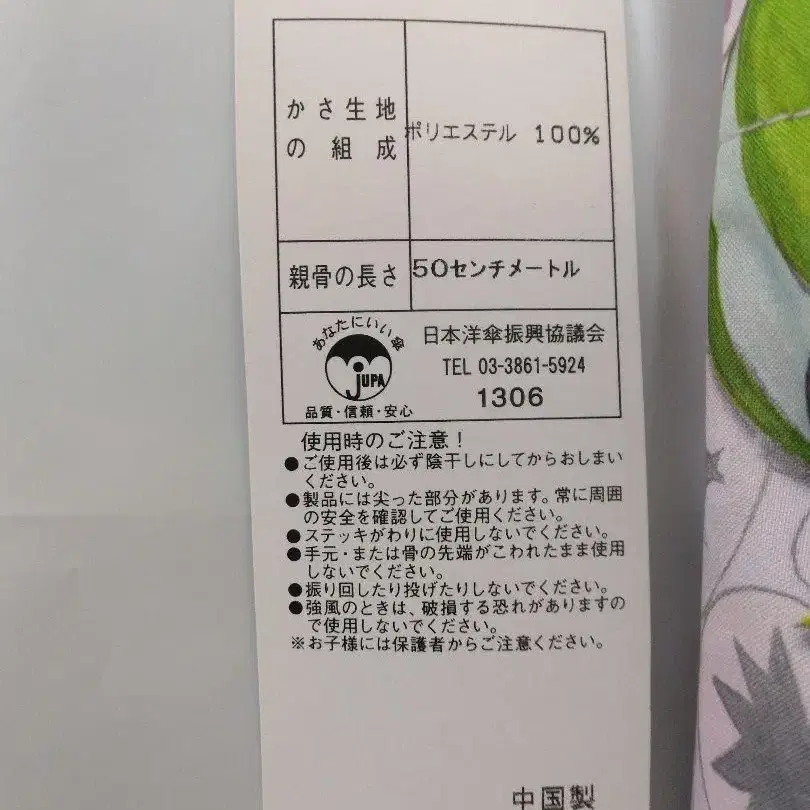 かさ生地
の組成
ポリエステル 100%
親骨の長さ
50センチメートル
あなたにいい傘
JUPA
品質・信頼・安心
日本洋傘振興協議会
TEL 03-3861-5924
1306
使用時のご注意！
●ご使用後は必ず陰干しにしてからおしまい
ください。
●製品には尖った部分があります。常に周囲
の安全を確認してご使用ください。
●ステッキがわりに使用しないでください。
●手元・または骨の先端がこわれたまま使用
しないでください。
●振り回したり投げたりしないでください。
●強風のときは、破損する恐れがありますの
で使用しないでください。
※お子様には保護者からご注意ください。
中国製